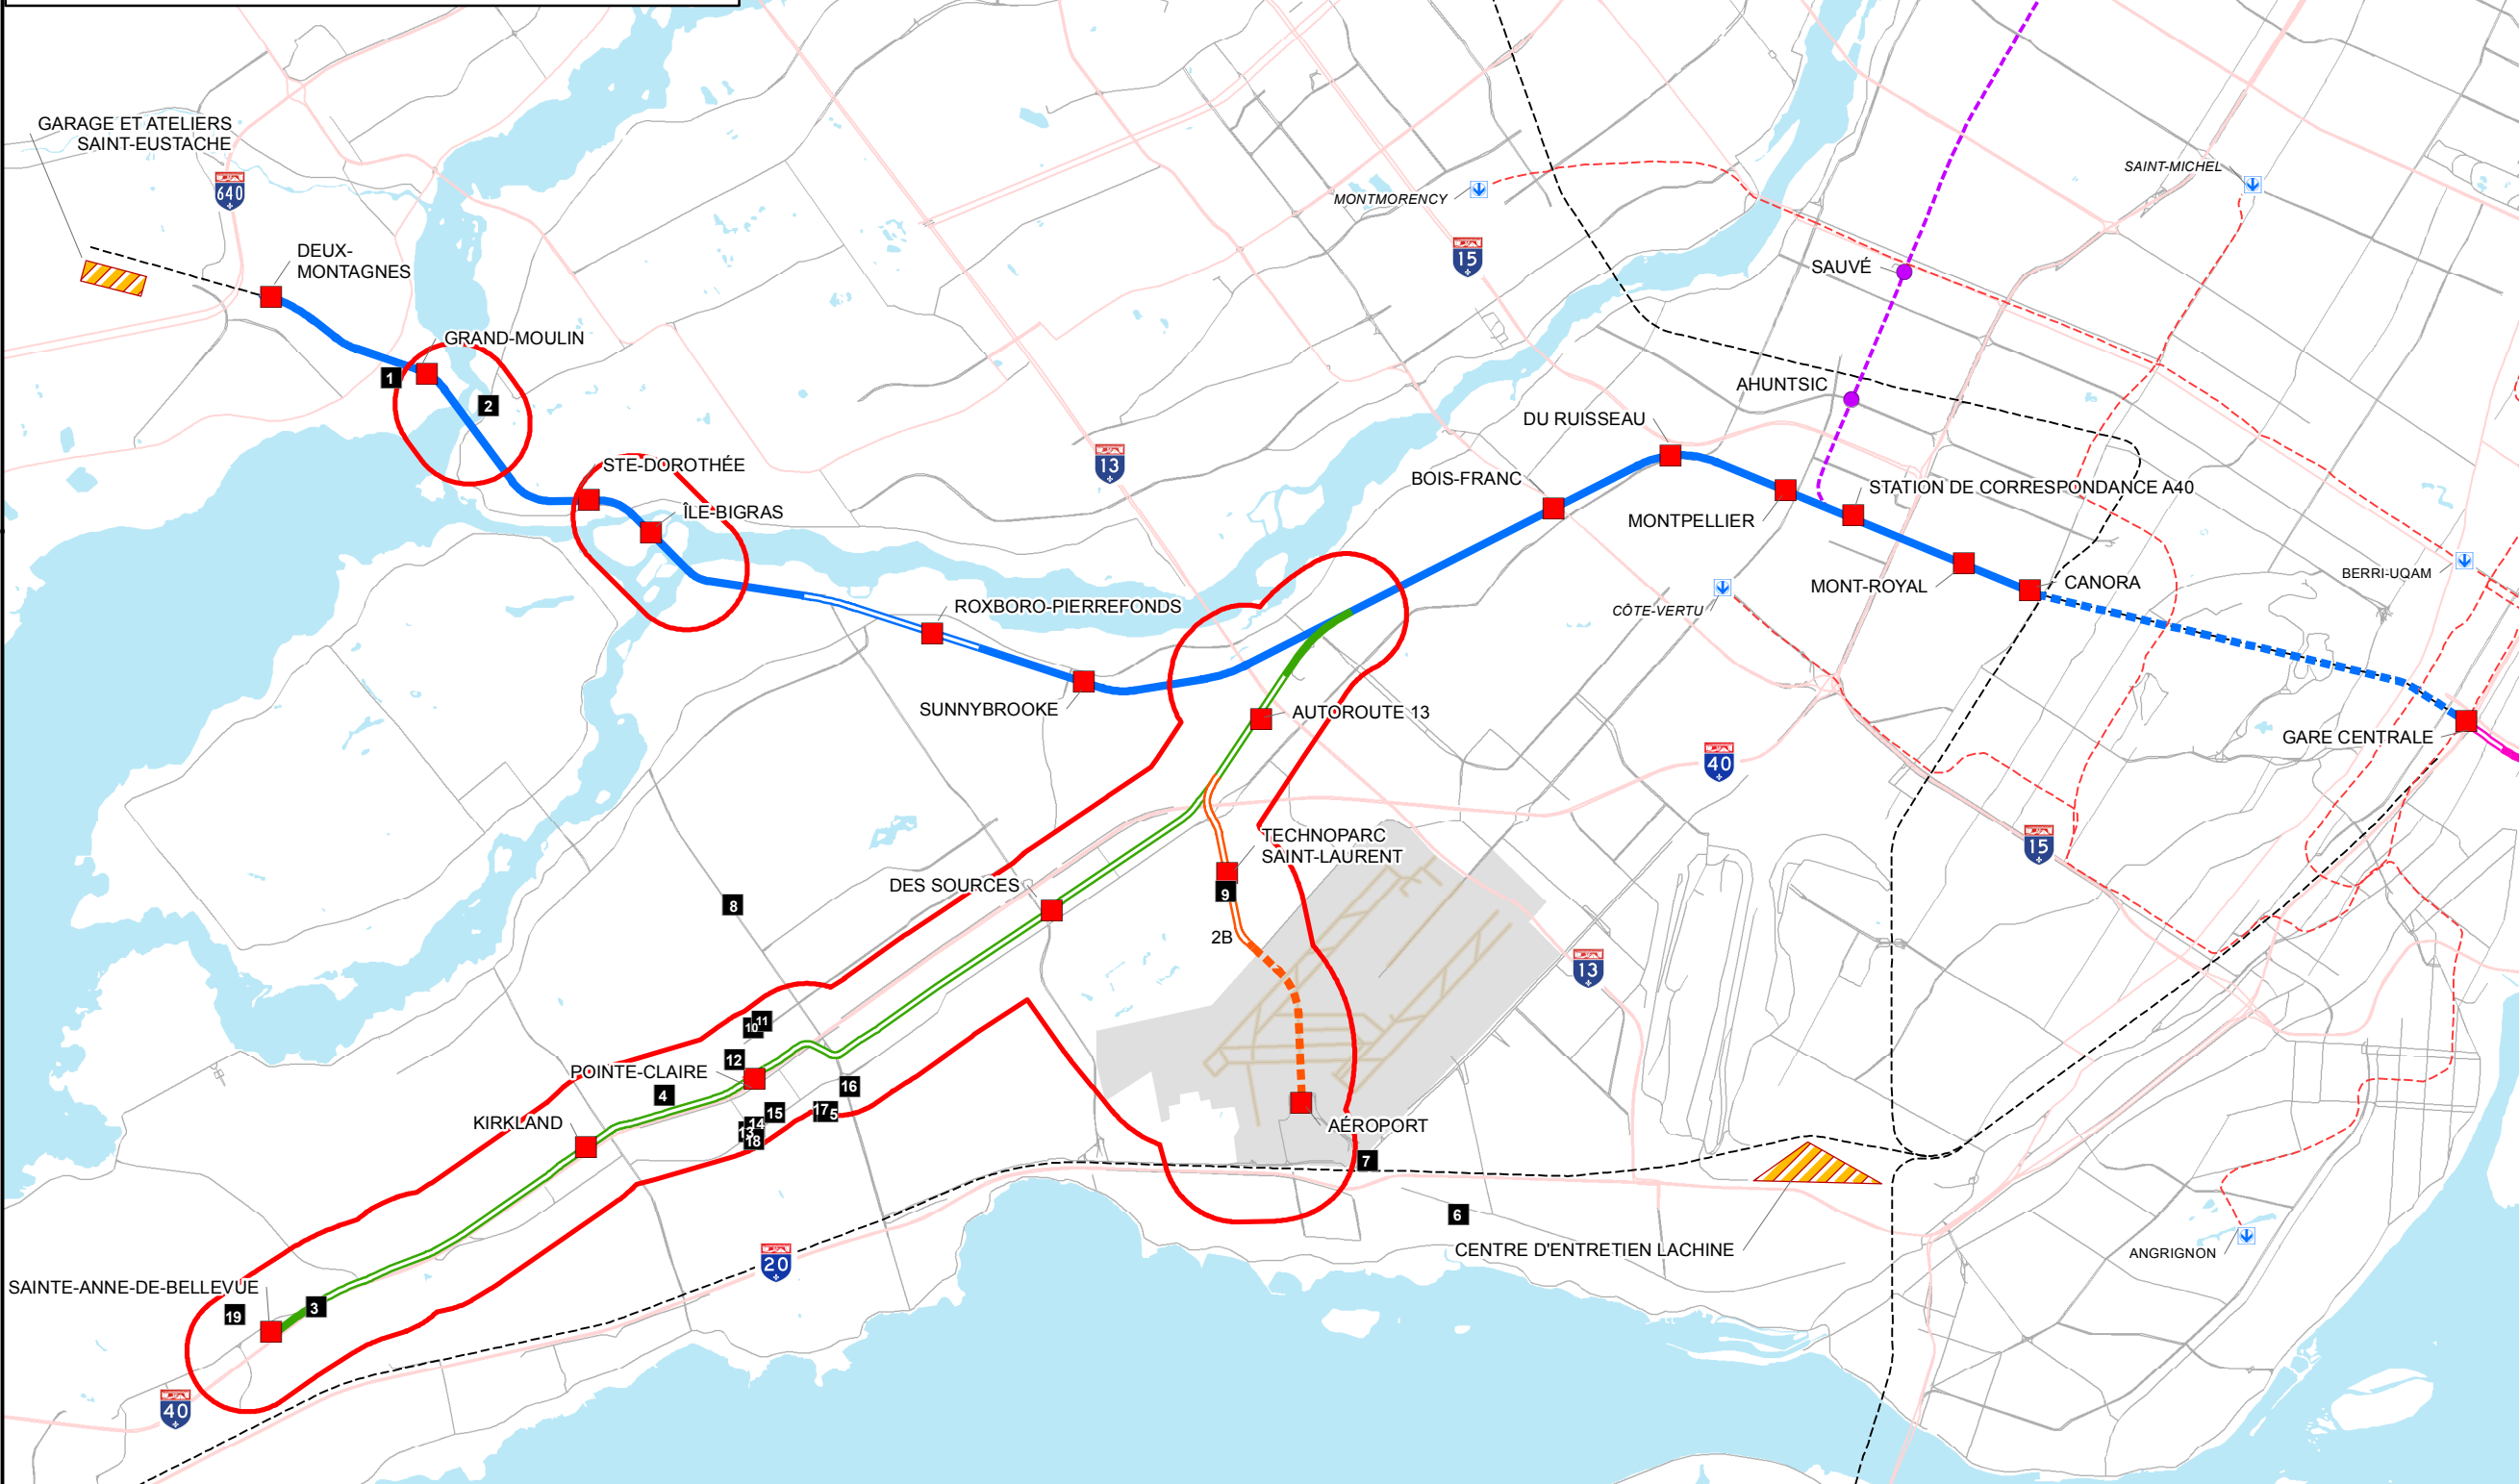 GARAGE ET ATELIERS
SAINT-EUSTACHE
640
DEUX-
MONTAGNES
GRAND-MOULIN
1
2
STE-DOROTHÉE
ÎLE-BIGRAS
MONTMORENCY
15
SAINT-MICHEL
SAUVÉ
AHUNTSIC
DU RUISSEAU
13
BOIS-FRANC
STATION DE CORRESPONDANCE A40
MONTPELLIER
BERRI-UQAM
CANORA
MONT-ROYAL
CÔTE-VERTU
ROXBORO-PIERREFONDS
SUNNYBROOKE
AUTOROUTE 13
GARE CENTRALE
40
TECHNOPARC
SAINT-LAURENT
15
DES SOURCES
9
8
2B
13
10
11
12
POINTE-CLAIRE
4
16
KIRKLAND
15
17
5
14
13
18
AÉROPORT
7
6
CENTRE D'ENTRETIEN LACHINE
ANGRIGNON
20
SAINTE-ANNE-DE-BELLEVUE
19
3
40